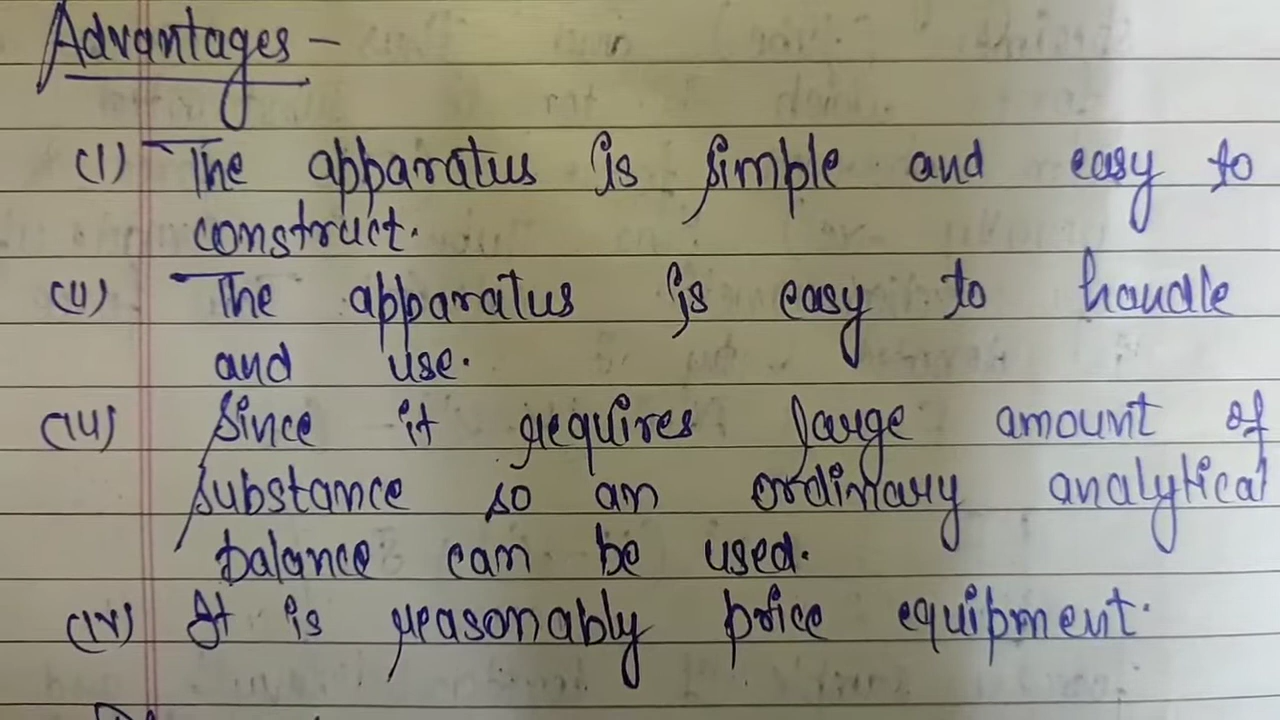 Advantages -
(I) The apparatus is simple and easy to
construct.
(II) The apparatus is easy to handle
and use.
(III) Since it requires large amount of
substance so an ordinary analytical
balance can be used.
(IV) It is reasonably price equipment.